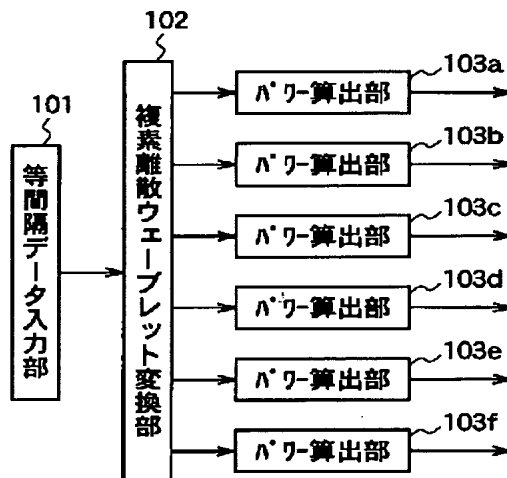 102
101
等間隔データ入力部
複素離散ウェーブレット変換部
103a
パワー算出部
103b
パワー算出部
103c
パワー算出部
103d
パワー算出部
103e
パワー算出部
103f
パワー算出部